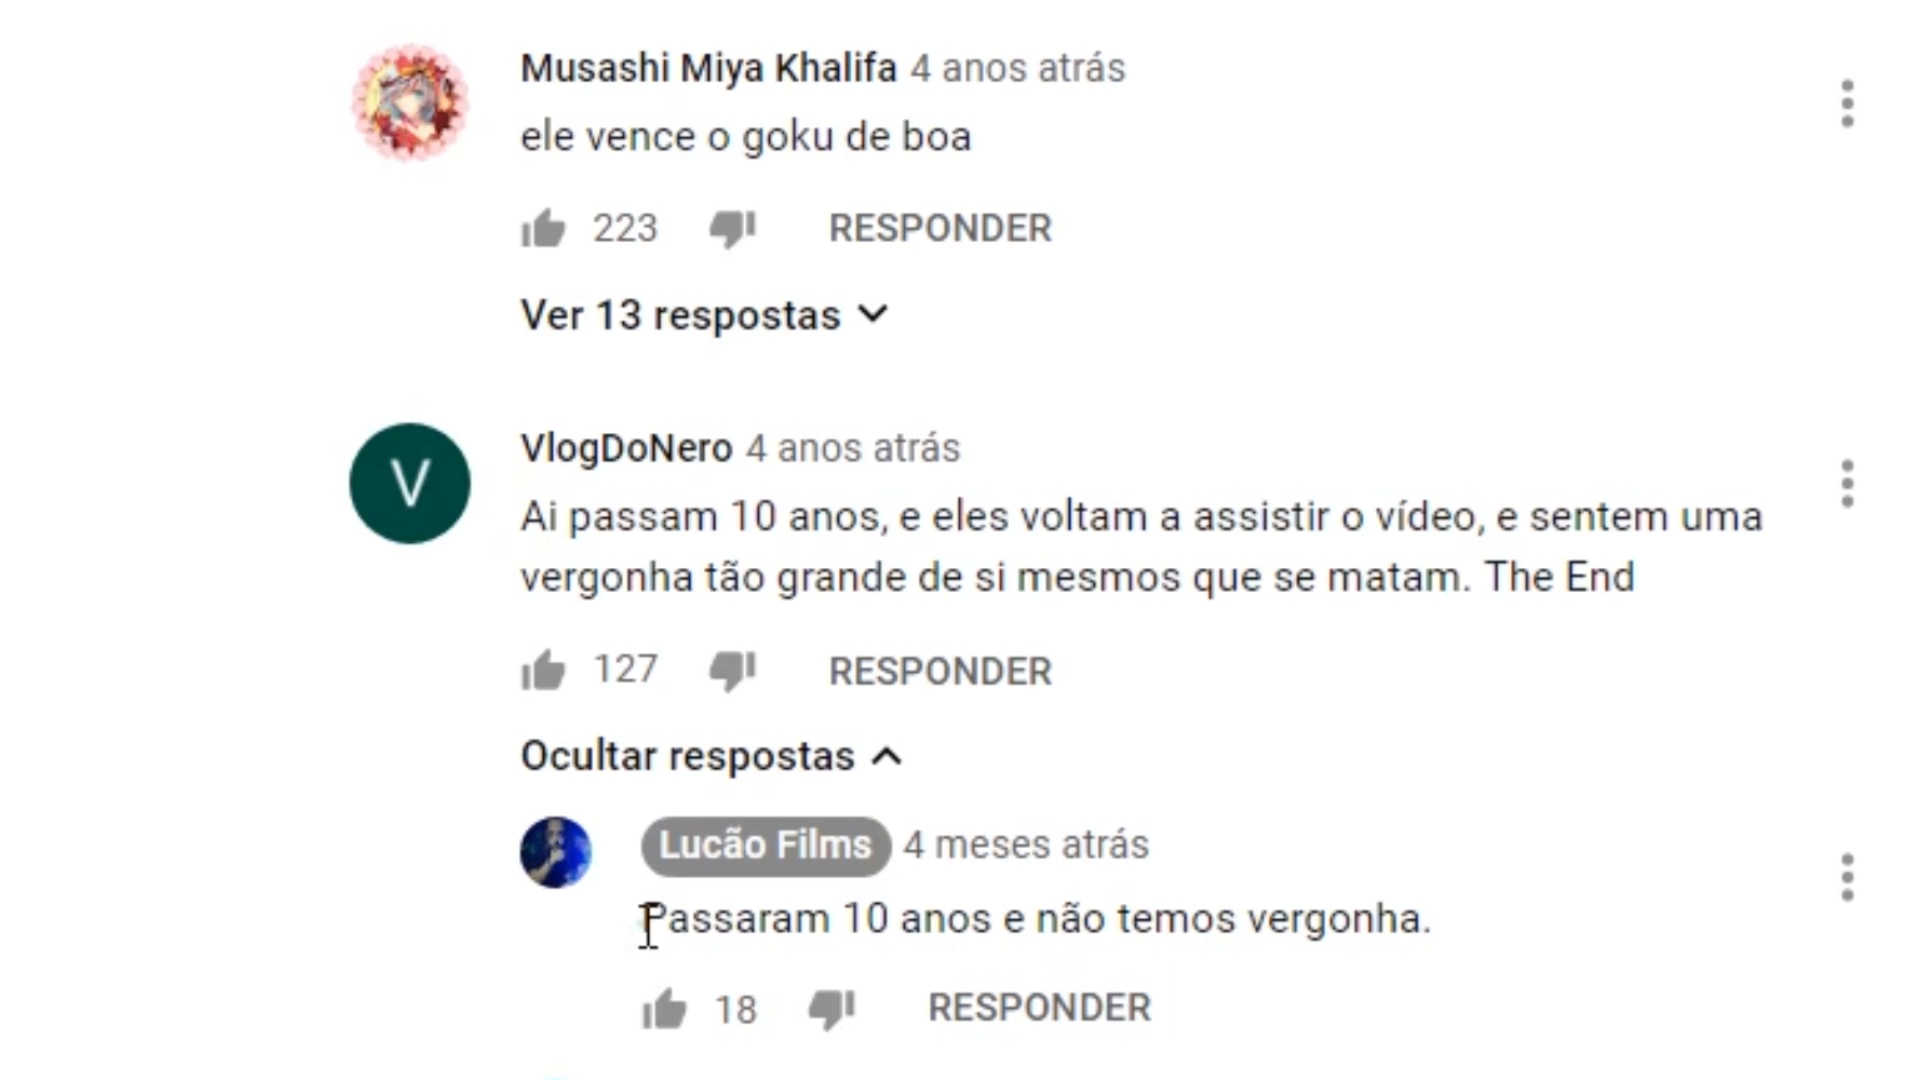 Musashi Miya Khalifa 4 anos atrás
ele vence o goku de boa
223 RESPONDER
Ver 13 respostas
V
VlogDoNero 4 anos atrás
Ai passam 10 anos, e eles voltam a assistir o vídeo, e sentem uma
vergonha tão grande de si mesmos que se matam. The End
127 RESPONDER
Ocultar respostas
Lucão Films 4 meses atrás
Passaram 10 anos e não temos vergonha.
18 RESPONDER